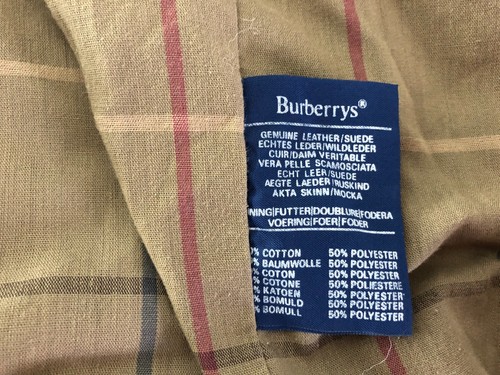 Burberrys®
GENUINE LEATHER/SUEDE
ECHTES LEDER/WILDLEDER
CUIR/DAIM VERITABLE
VERA PELLE SCAMOSCIATA
ECHT LEER/SUEDE
AEGTE LAEDER/RUSKIND
AKTA SKINN/MOCKA
NING/FUTTER/DOUBLURE/FODERA
VOERING/FOER/FODER
% COTTON 50% POLYESTER
% BAUMWOLLE 50% POLYESTER
% COTON 50% POLYESTER
% COTONE 50% POLIESTERE
% KATOEN 50% POLYESTER
% BOMULD 50% POLYESTER
% BOMULL 50% POLYESTER